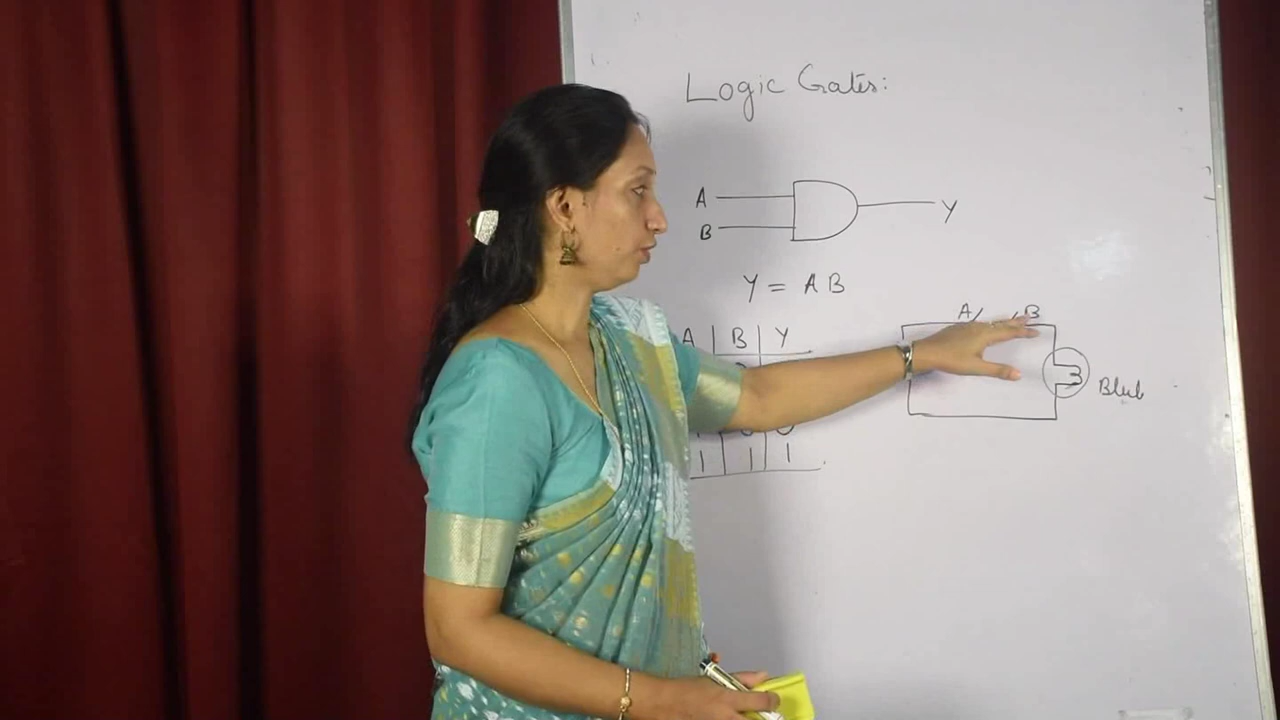 Logic Gates:
A
B
Y
Y = A B
A B Y
1 1 1
A B
Blub